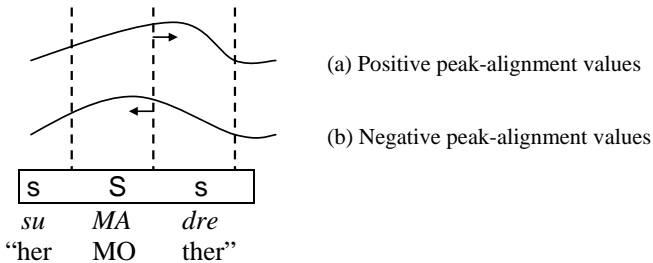 (a) Positive peak-alignment values
(b) Negative peak-alignment values
s S s
su MA dre
“her MO ther”